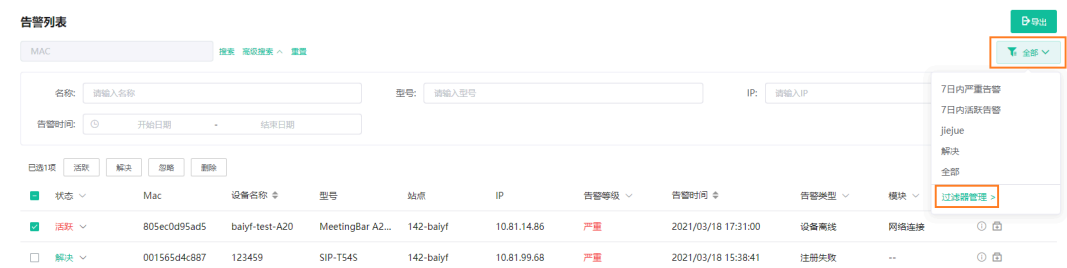 告警列表
导出
MAC 搜索 高级搜索 重置 全部
名称: 请输入名称 型号: 请输入型号 IP: 请输入IP
告警时间: 开始日期 - 结束日期
7日内严重告警
7日内活跃告警
jiejue
解决
全部
过滤器管理 >
已选1项 活跃 解决 忽略 删除
状态 Mac 设备名称 型号 站点 IP 告警等级 告警时间 告警类型 模块
活跃 805ec0d95ad5 baiyf-test-A20 MeetingBar A2... 142-baiyf 10.81.14.86 严重 2021/03/18 17:31:00 设备离线 网络连接
解决 001565d4c887 123459 SIP-T54S 142-baiyf 10.81.99.68 严重 2021/03/18 15:38:41 注册失败 --